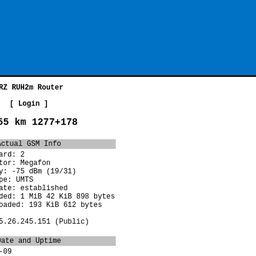 RZ RUH2m Router
[ Login ]
55 km 1277+178
Actual GSM Info
ard: 2
tor: Megafon
y: -75 dBm (19/31)
pe: UMTS
ate: established
ded: 1 MiB 42 KiB 898 bytes
oaded: 193 KiB 612 bytes
5.26.245.151 (Public)
Date and Uptime
-09